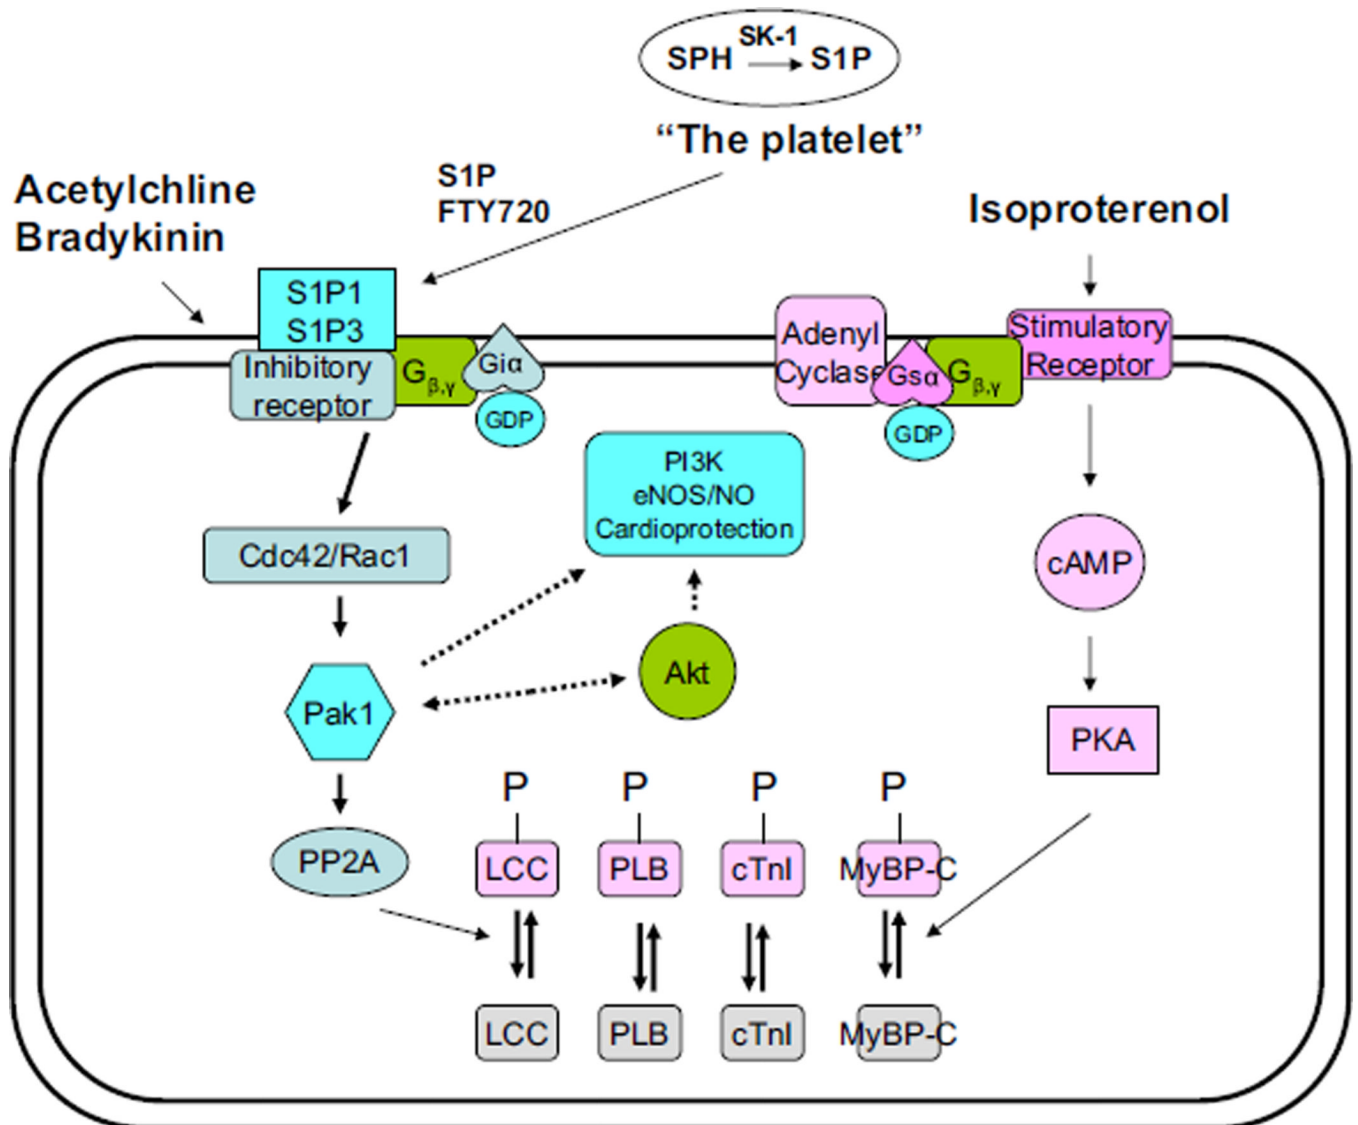 SK-1
SPH S1P
“The platelet”
S1P
FTY720
Acetylchline
Bradykinin
Isoproterenol
S1P1
S1P3
Inhibitory
receptor
Gβ,γ
Giα
GDP
Adenyl
Cyclase
Gsα
GDP
Gβ,γ
Stimulatory
Receptor
PI3K
eNOS/NO
Cardioprotection
Cdc42/Rac1
cAMP
Akt
Pak1
PKA
P P P P
PP2A
LCC PLB cTnI MyBP-C
LCC PLB cTnI MyBP-C